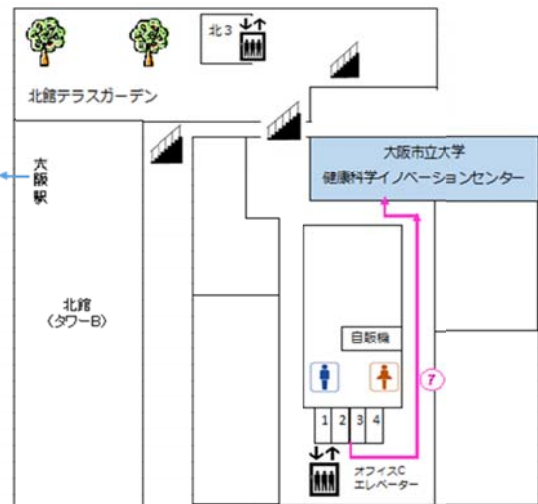 北3
北館テラスガーデン
大阪駅
大阪市立大学
健康科学イノベーションセンター
北館
(タワーB)
自販機
7
1 2 3 4
オフィスC
エレベーター